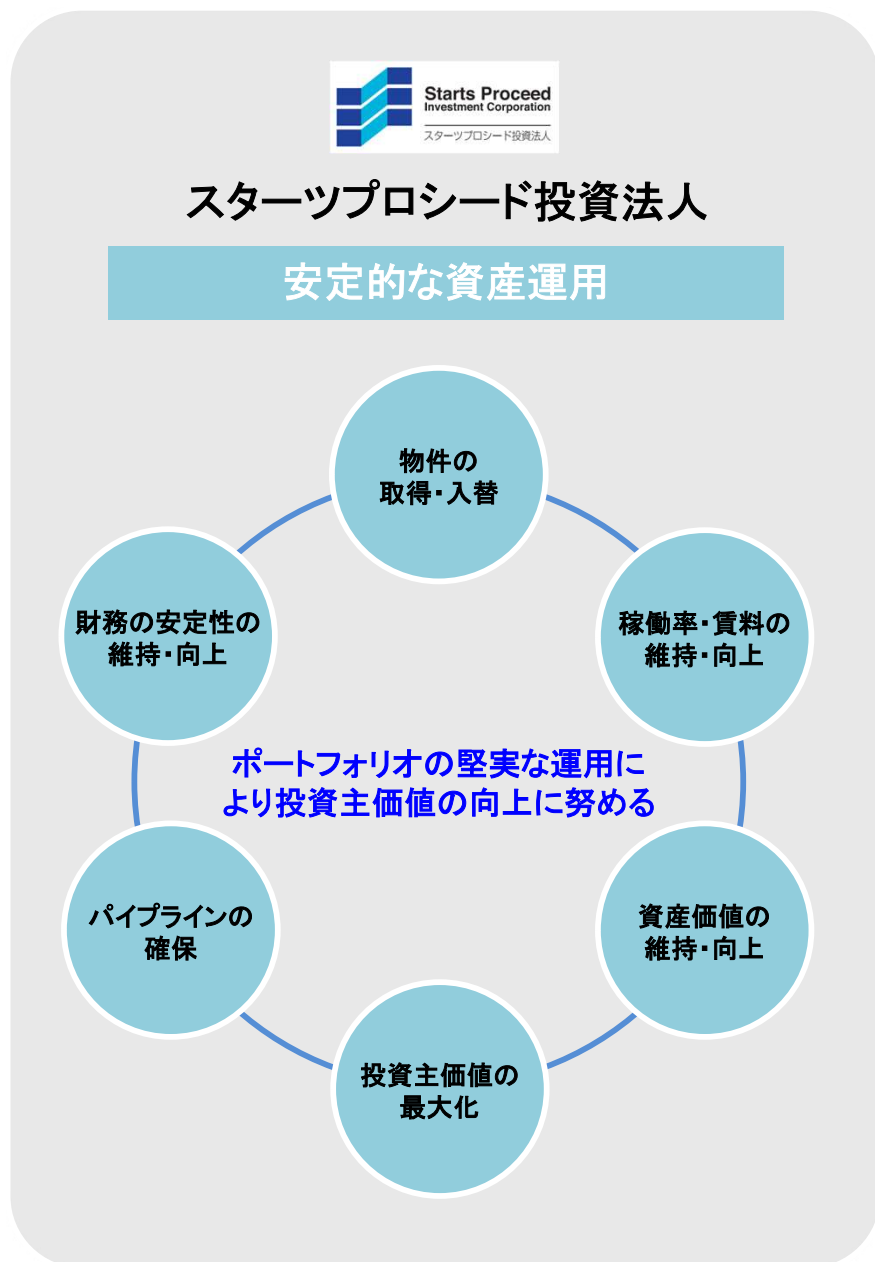 Starts Proceed
Investment Corporation
スターツプロシード投資法人
スターツプロシード投資法人
安定的な資産運用
物件の
取得・入替
財務の安定性の
維持・向上
稼働率・賃料の
維持・向上
ポートフォリオの堅実な運用に
より投資主価値の向上に努める
パイプラインの
確保
資産価値の
維持・向上
投資主価値の
最大化